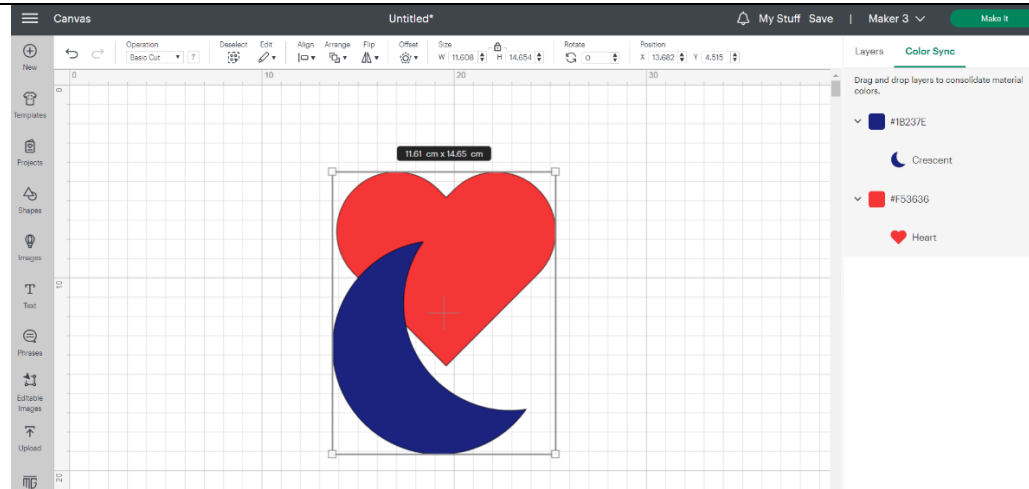 Canvas
Untitled*
My Stuff Save | Maker 3 Make It
New
Operation
Basic Cut ?
Deselect
Edit
Align
Arrange
Flip
Offset
Size
W 11.608 H 14.654
Rotate
0
Position
X 13.682 Y 4.515
Layers Color Sync
Drag and drop layers to consolidate material
colors.
#1B237E
Crescent
#F53636
Heart
Templates
Projects
Shapes
Images
T
Text
Phrases
Editable
Images
Upload
MG
0 10 20 30
0
10
20
11.61 cm x 14.65 cm